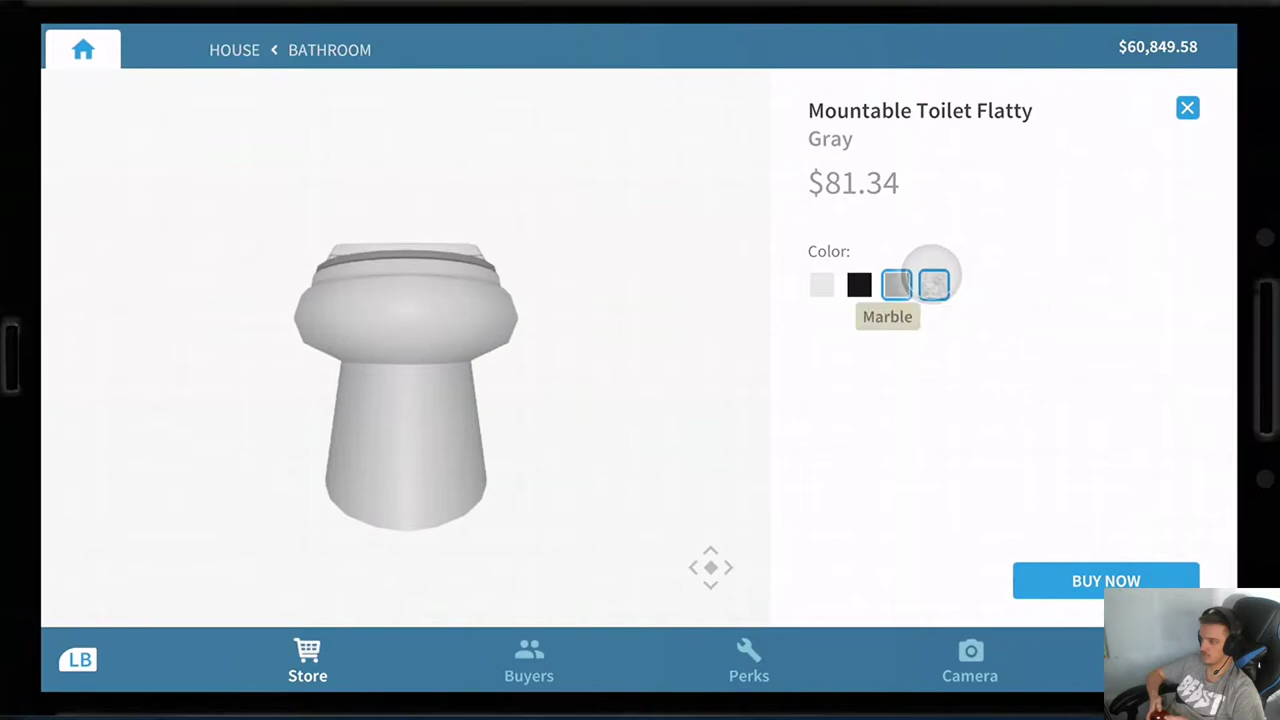 HOUSE < BATHROOM
$60,849.58
Mountable Toilet Flatty
Gray
$81.34
Color:
Marble
BUY NOW
LB
Store
Buyers
Perks
Camera
BEAST